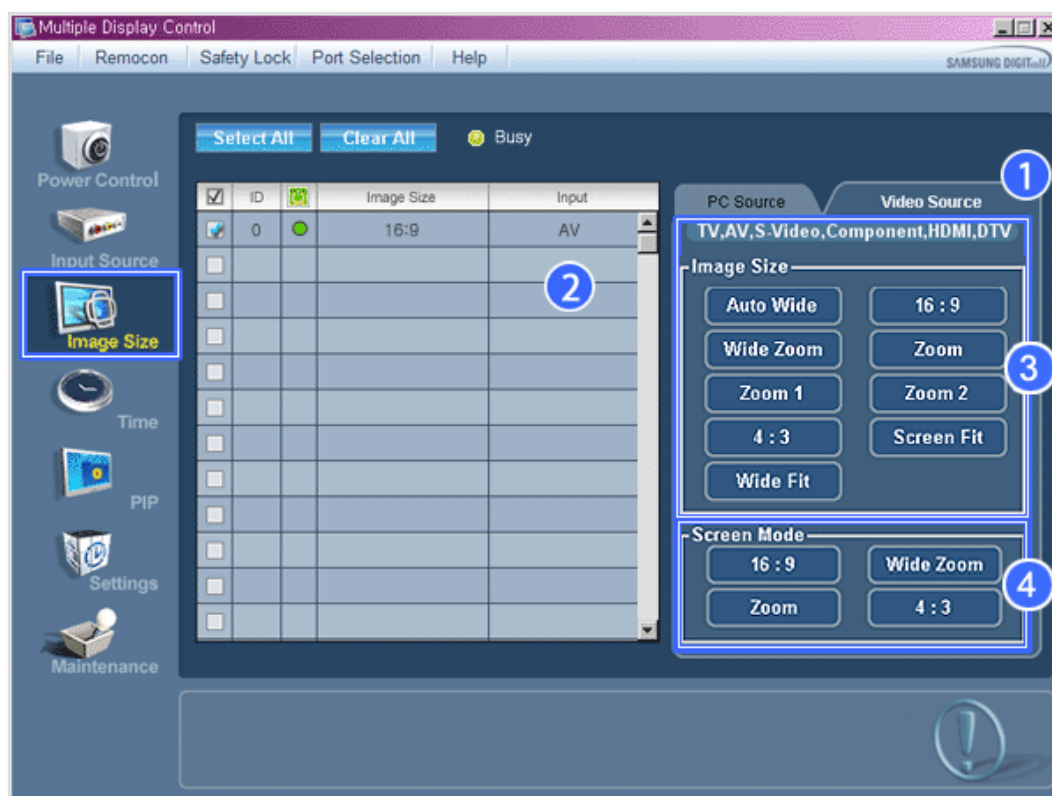 Multiple Display Control
File Remocon Safety Lock Port Selection Help
SAMSUNG DIGITall
Select All Clear All Busy
Power Control
Input Source
Image Size
Time
PIP
Settings
Maintenance
ID Image Size Input
0 16:9 AV
2
1
PC Source Video Source
TV,AV,S-Video,Component,HDMI,DTV
Image Size
Auto Wide 16 : 9
Wide Zoom Zoom
3
Zoom 1 Zoom 2
4 : 3 Screen Fit
Wide Fit
Screen Mode
16 : 9 Wide Zoom
4
Zoom 4 : 3